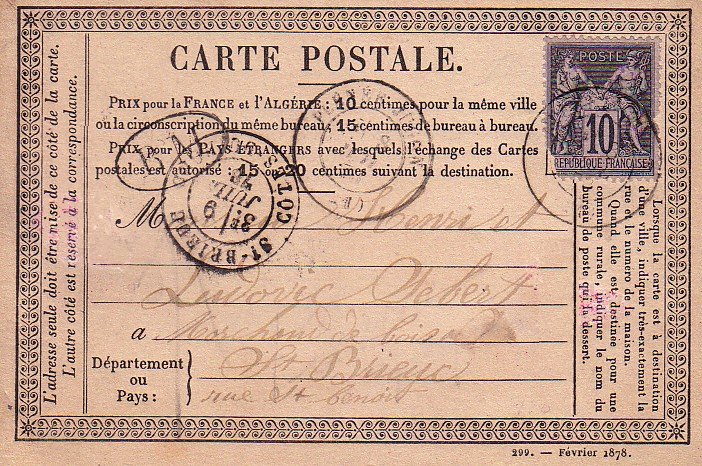 CARTE POSTALE.
POSTE
10
RÉPUBLIQUE FRANÇAISE
PRIX pour la FRANCE et l'ALGÉRIE: 10 centimes pour la même ville
ou la circonscription du même bureau, 15 centimes de bureau à bureau.
PRIX pour les PAYS ÉTRANGERS avec lesquels l'échange des Cartes
postales est autorisé: 15 à 20 centimes suivant la destination.
ST-BRIEUC
CÔTES
3E
JUIL
M
Ludovic Hebert
a Marchand de bois
Département
ou
Pays:
St Brieuc
rue St
L'adresse seule doit être mise de ce côté de la carte.
L'autre côté est réservé à la correspondance.
Lorsque la carte est à destination
d'une ville, indiquer très-exactement la
rue et le numéro de la maison.
Quand elle est destinée pour une
commune rurale, indiquer le nom du
bureau de poste qui la dessert.
299. — Février 1878.